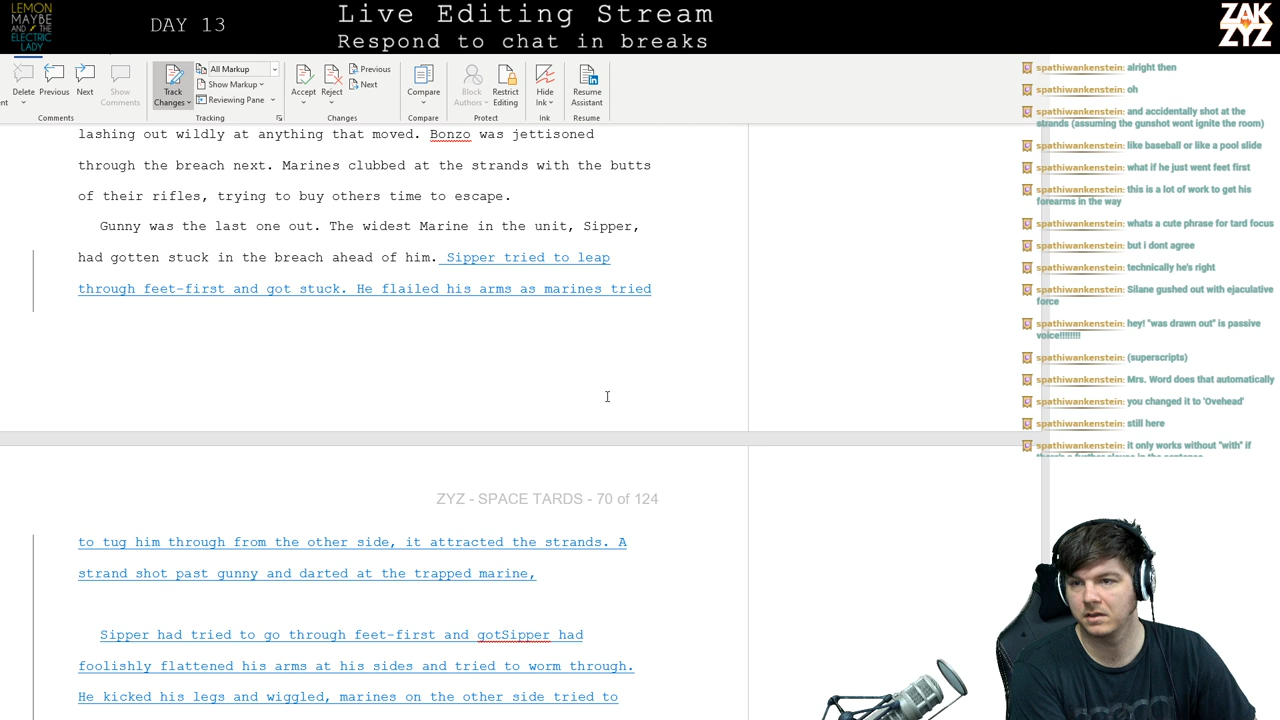 LEMON
MAYBE
AND THE
ELECTRIC
LADY
DAY 13
Live Editing Stream
Respond to chat in breaks
ZAK
ZYZ
Delete
Previous
Next
Show
Comments
Comments
Track
Changes
All Markup
Show Markup
Reviewing Pane
Tracking
Accept
Reject
Previous
Next
Changes
Compare
Compare
Block
Authors
Restrict
Editing
Protect
Hide
Ink
Ink
Resume
Assistant
Resume
lashing out wildly at anything that moved. Bonzo was jettisoned
through the breach next. Marines clubbed at the strands with the butts
of their rifles, trying to buy others time to escape.
Gunny was the last one out. The widest Marine in the unit, Sipper,
had gotten stuck in the breach ahead of him. Sipper tried to leap
through feet-first and got stuck. He flailed his arms as marines tried
ZYZ - SPACE TARDS - 70 of 124
to tug him through from the other side, it attracted the strands. A
strand shot past gunny and darted at the trapped marine,
Sipper had tried to go through feet-first and gotSipper had
foolishly flattened his arms at his sides and tried to worm through.
He kicked his legs and wiggled, marines on the other side tried to
spathiwankenstein: alright then
spathiwankenstein: oh
spathiwankenstein: and accidentally shot at the
strands (assuming the gunshot wont ignite the room)
spathiwankenstein: like baseball or like a pool slide
spathiwankenstein: what if he just went feet first
spathiwankenstein: this is a lot of work to get his
forearms in the way
spathiwankenstein: whats a cute phrase for tard focus
spathiwankenstein: but i dont agree
spathiwankenstein: technically he's right
spathiwankenstein: Silane gushed out with ejaculative
force
spathiwankenstein: hey! "was drawn out" is passive
voice!!!!!!!!
spathiwankenstein: (superscripts)
spathiwankenstein: Mrs. Word does that automatically
spathiwankenstein: you changed it to 'Ovehead'
spathiwankenstein: still here
spathiwankenstein: it only works without "with" if